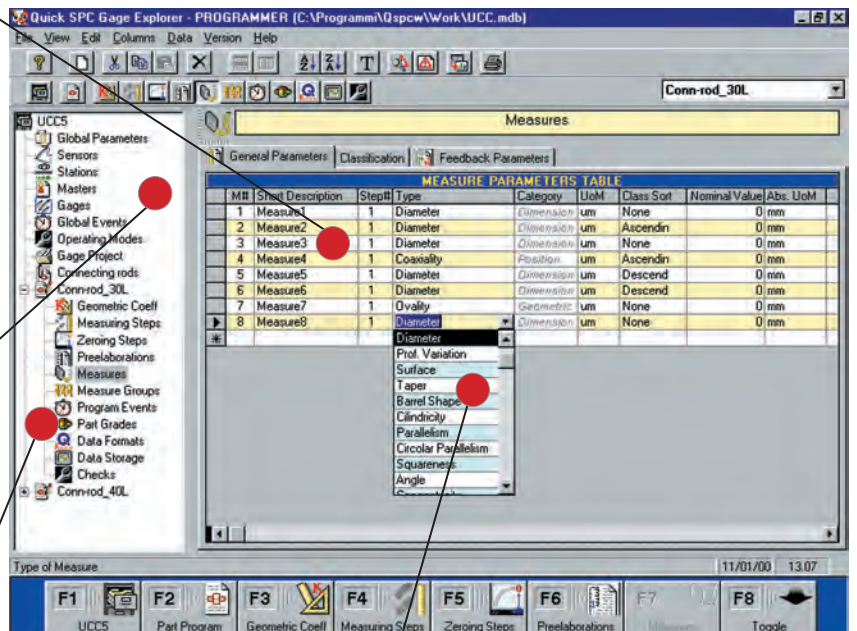 Quick SPC Gage Explorer - PROGRAMMER (C:\Programmi\Qspcw\Work\UCC.mdb)
File View Edit Columns Data Version Help
Conn-rod_30L
UCC5
Global Parameters
Sensors
Stations
Masters
Gages
Global Events
Operating Modes
Gage Project
Connecting rods
Conn-rod_30L
Geometric Coeff
Measuring Steps
Zeroing Steps
Preelaborations
Measures
Measure Groups
Program Events
Part Grades
Data Formats
Data Storage
Checks
Conn-rod_40L
Measures
General Parameters Classification Feedback Parameters
MEASURE PARAMETERS TABLE
M# Short Description Step# Type Category UoM Class Sort Nominal Value Abs. UoM
1 Measure1 1 Diameter Dimension um None 0 mm
2 Measure2 1 Diameter Dimension um Ascendin 0 mm
3 Measure3 1 Diameter Dimension um None 0 mm
4 Measure4 1 Coaxiality Position um Ascendin 0 mm
5 Measure5 1 Diameter Dimension um Descend 0 mm
6 Measure6 1 Diameter Dimension um Descend 0 mm
7 Measure7 1 Ovality Geometric um None 0 mm
8 Measure8 1 Diameter Dimension um None 0 mm
Diameter
Prof. Variation
Surface
Taper
Barrel Shape
Cilindricity
Parallelism
Circolar Parallelism
Squareness
Angle
Type of Measure 11/01/00 13.07
F1 F2 F3 F4 F5 F6 F7 F8
UCC5 Part Program Geometric Coeff Measuring Steps Zeroing Steps Preelaborations Toggle